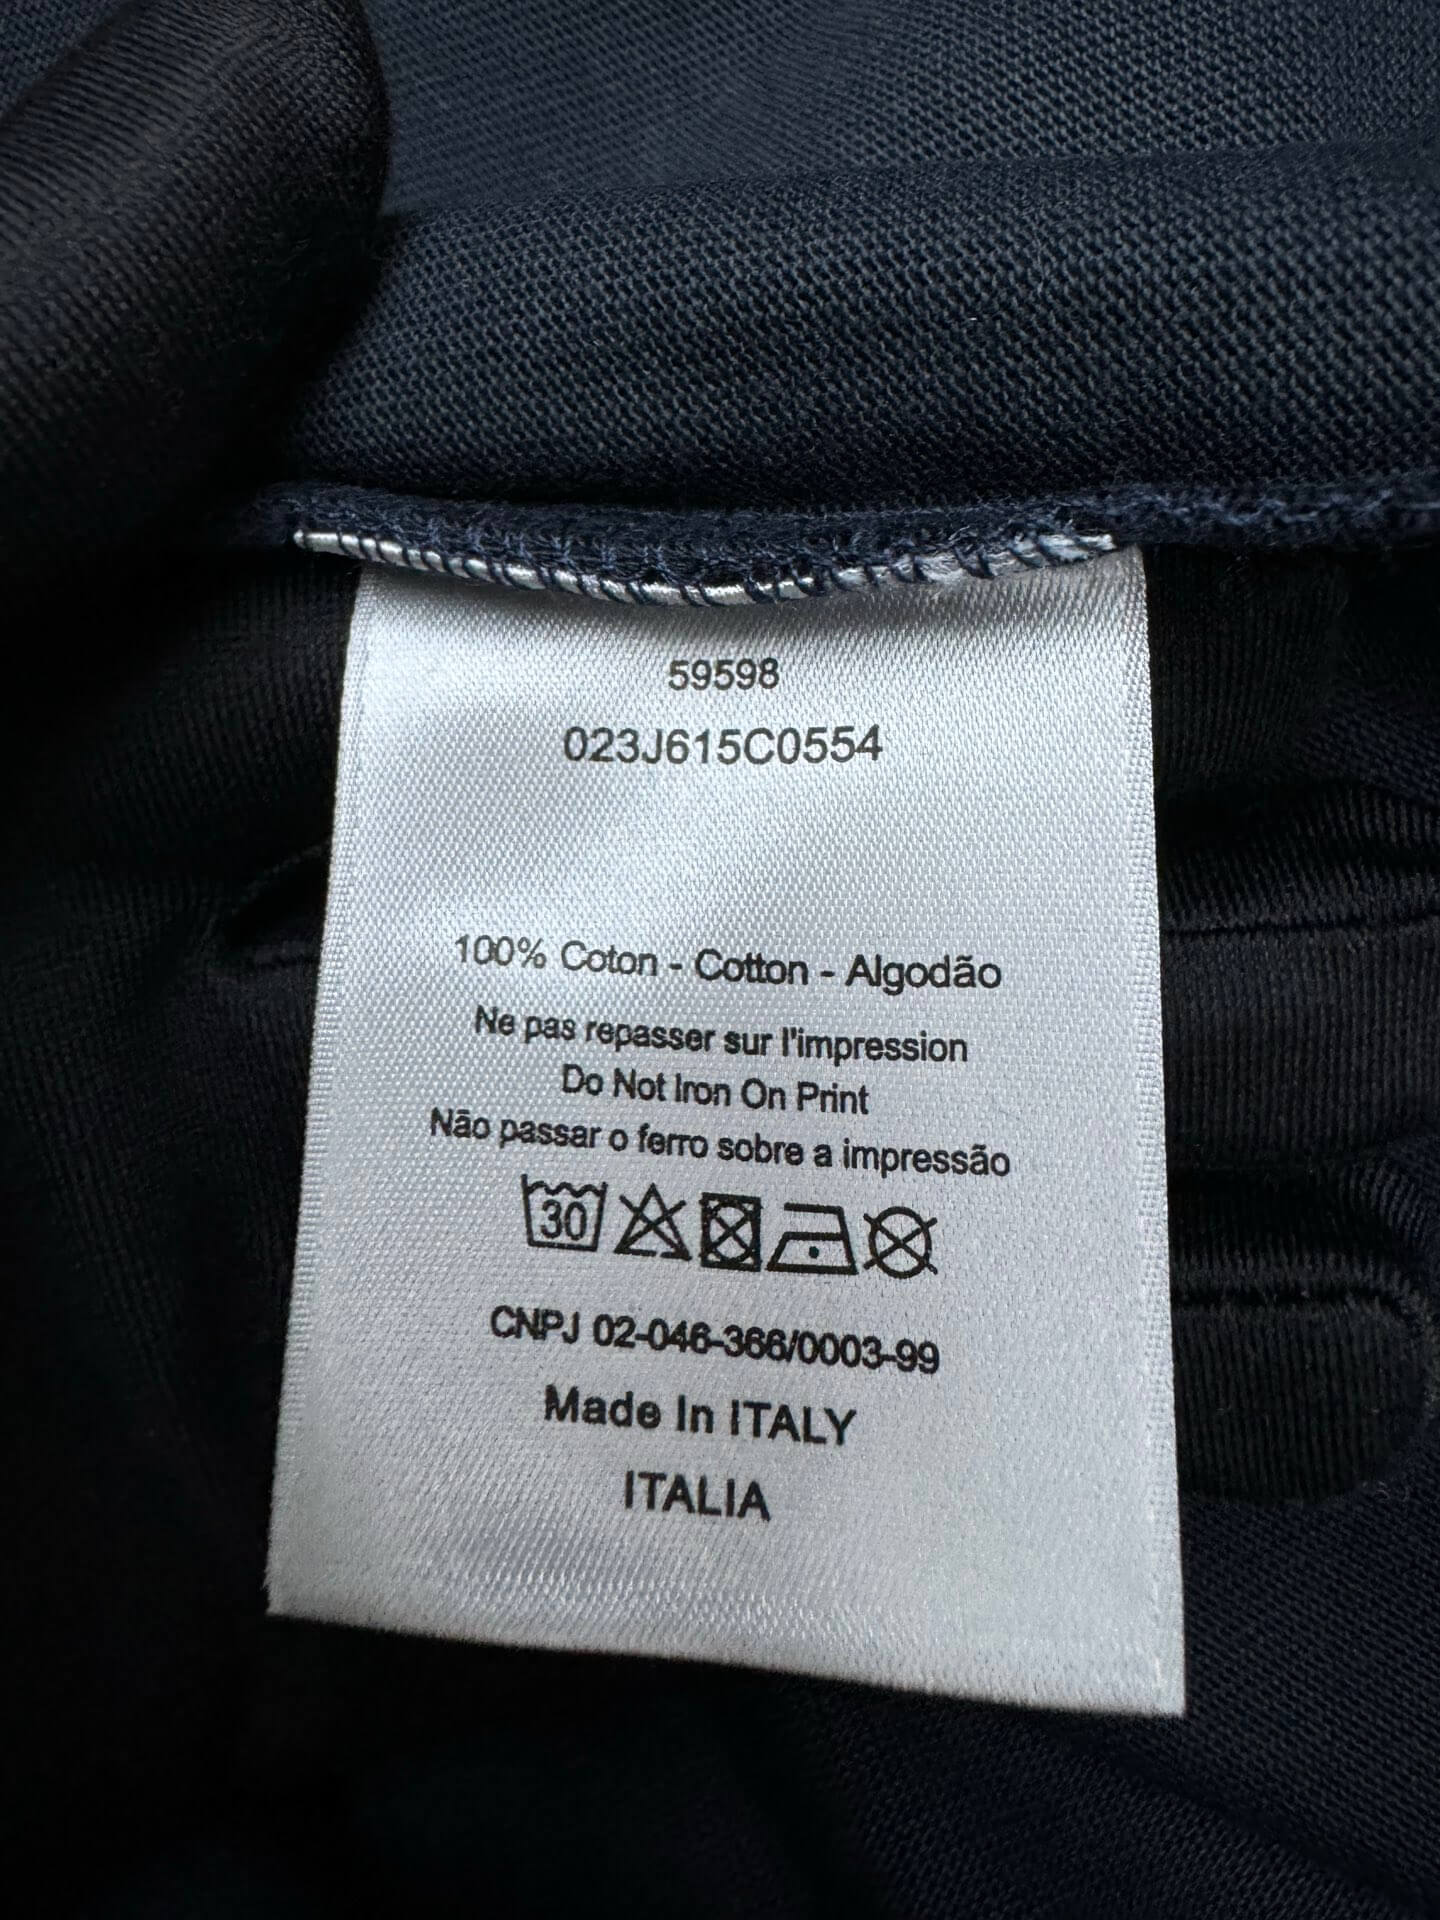 59598
023J615C0554
100% Coton - Cotton - Algodão
Ne pas repasser sur l'impression
Do Not Iron On Print
Não passar o ferro sobre a impressão
30
CNPJ 02-046-366/0003-99
Made In ITALY
ITALIA